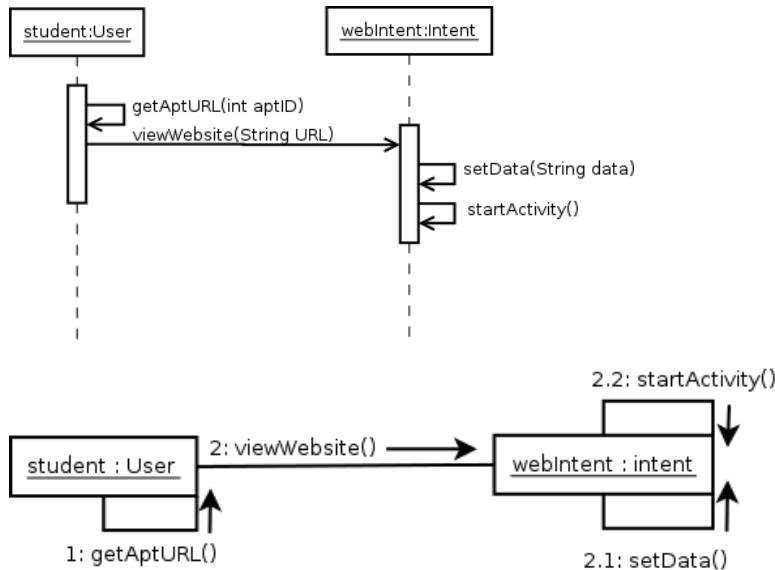 student:User
webIntent:Intent
getAptURL(int aptID)
viewWebsite(String URL)
setData(String data)
startActivity()
2.2: startActivity()
2: viewWebsite()
student : User
webIntent : intent
1: getAptURL()
2.1: setData()